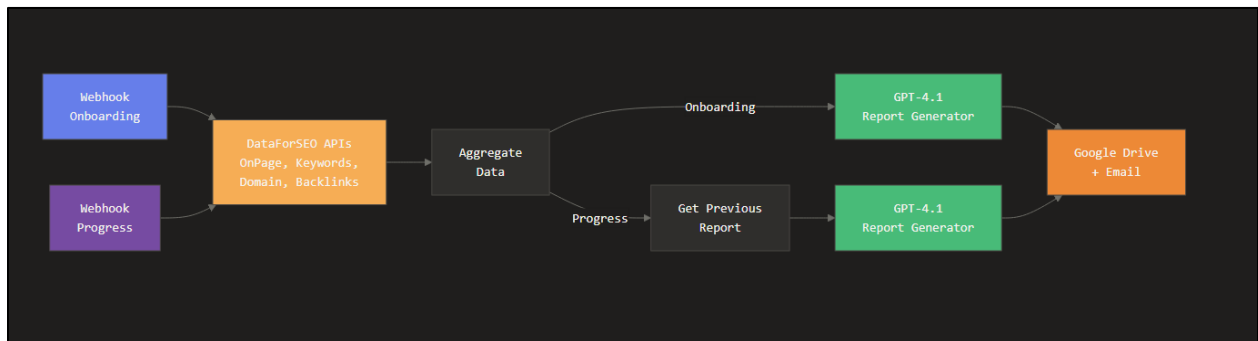 Webhook
Onboarding
Webhook
Progress
DataForSEO APIs
OnPage, Keywords,
Domain, Backlinks
Aggregate
Data
Onboarding
Progress
Get Previous
Report
GPT-4.1
Report Generator
GPT-4.1
Report Generator
Google Drive
+ Email